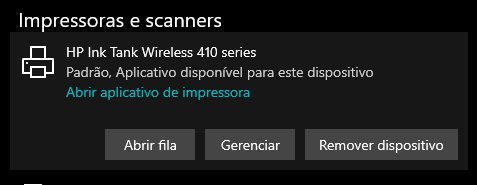 Impressoras e scanners
HP Ink Tank Wireless 410 series
Padrão, Aplicativo disponível para este dispositivo
Abrir aplicativo de impressora
Abrir fila
Gerenciar
Remover dispositivo